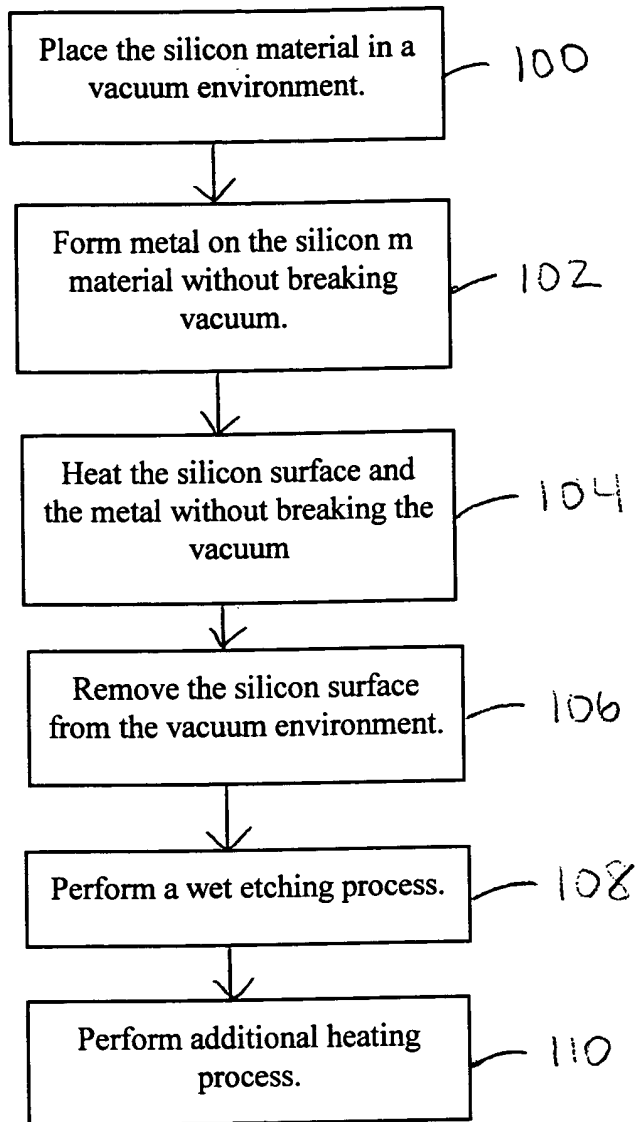 Place the silicon material in a
vacuum environment.
100
Form metal on the silicon m
material without breaking
vacuum.
102
Heat the silicon surface and
the metal without breaking the
vacuum
104
Remove the silicon surface
from the vacuum environment.
106
Perform a wet etching process.
108
Perform additional heating
process.
110